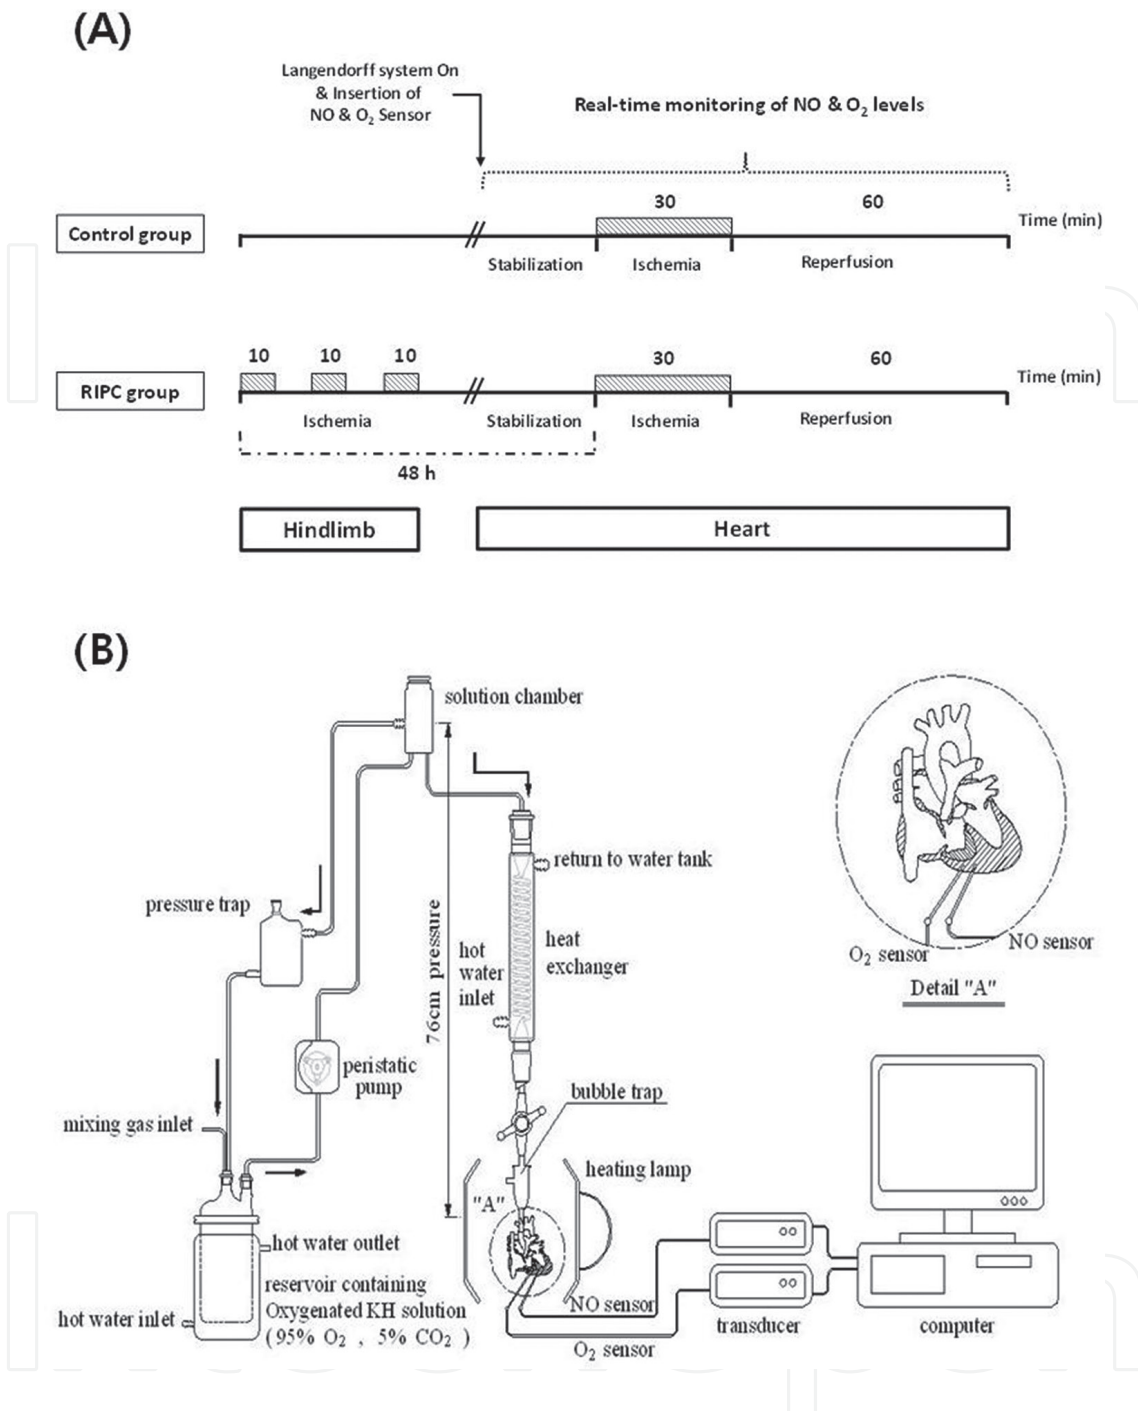 (A)
Langendorff system On
& Insertion of
NO & O₂ Sensor
Real-time monitoring of NO & O₂ levels
30
60
Time (min)
Control group
Stabilization
Ischemia
Reperfusion
10
10
10
30
60
Time (min)
RIPC group
Ischemia
Stabilization
Ischemia
Reperfusion
48 h
Hindlimb
Heart
(B)
solution chamber
return to water tank
pressure trap
76cm pressure
hot
water
inlet
heat
exchanger
O₂ sensor
NO sensor
Detail "A"
peristatic
pump
bubble trap
mixing gas inlet
heating lamp
"A"
hot water outlet
reservoir containing
Oxygenated KH solution
(95% O₂ , 5% CO₂ )
hot water inlet
NO sensor
O₂ sensor
transducer
computer